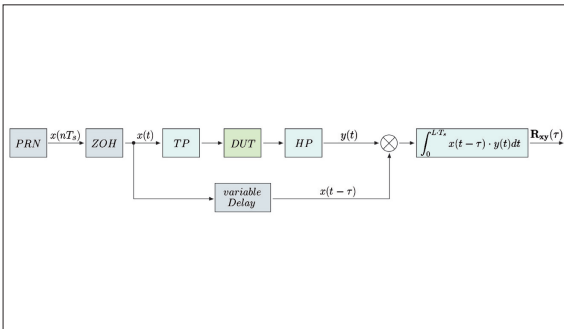 PRN
x(nT_s)
ZOH
x(t)
TP
DUT
HP
y(t)
∫_0^{L·T_s} x(t − τ) · y(t)dt
R_xy(τ)
variable
Delay
x(t − τ)